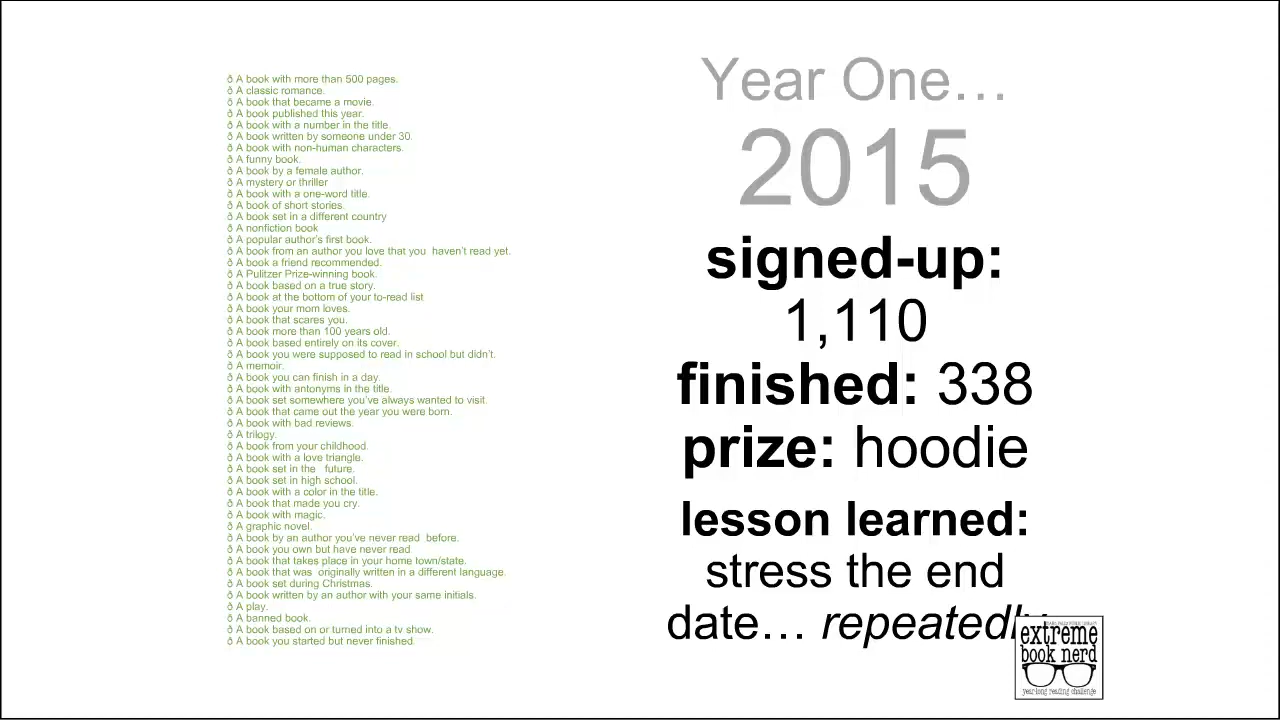 ð A book with more than 500 pages.
ð A classic romance.
ð A book that became a movie.
ð A book published this year.
ð A book with a number in the title.
ð A book written by someone under 30.
ð A book with non-human characters.
ð A funny book.
ð A book by a female author.
ð A mystery or thriller
ð A book with a one-word title.
ð A book of short stories.
ð A book set in a different country
ð A nonfiction book
ð A popular author's first book.
ð A book from an author you love that you haven't read yet.
ð A book a friend recommended.
ð A Pulitzer Prize-winning book.
ð A book based on a true story.
ð A book at the bottom of your to-read list
ð A book your mom loves.
ð A book that scares you.
ð A book more than 100 years old.
ð A book based entirely on its cover.
ð A book you were supposed to read in school but didn't.
ð A memoir.
ð A book you can finish in a day.
ð A book with antonyms in the title.
ð A book set somewhere you've always wanted to visit.
ð A book that came out the year you were born.
ð A book with bad reviews.
ð A trilogy.
ð A book from your childhood.
ð A book with a love triangle.
ð A book set in the future.
ð A book set in high school.
ð A book with a color in the title.
ð A book that made you cry.
ð A book with magic.
ð A graphic novel.
ð A book by an author you've never read before.
ð A book you own but have never read
ð A book that takes place in your home town/state.
ð A book that was originally written in a different language.
ð A book set during Christmas.
ð A book written by an author with your same initials.
ð A play.
ð A banned book.
ð A book based on or turned into a tv show.
ð A book you started but never finished
Year One…
2015
signed-up:
1,110
finished: 338
prize: hoodie
lesson learned:
stress the end
date… repeatedly
extreme
book nerd
year-long reading challenge